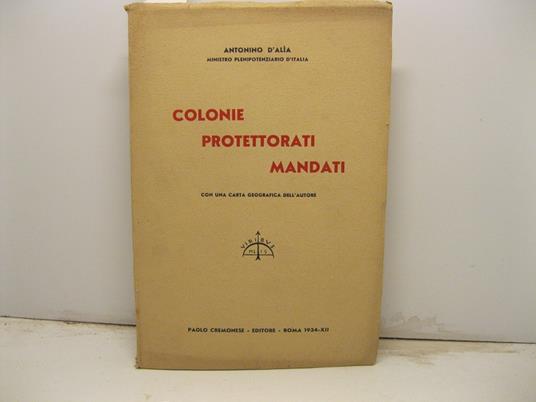 ANTONINO D'ALÌA
MINISTRO PLENIPOTENZIARIO D'ITALIA
COLONIE
PROTETTORATI
MANDATI
CON UNA CARTA GEOGRAFICA DELL'AUTORE
VIRIBVS
PAOLO CREMONESE - EDITORE - ROMA 1934-XII